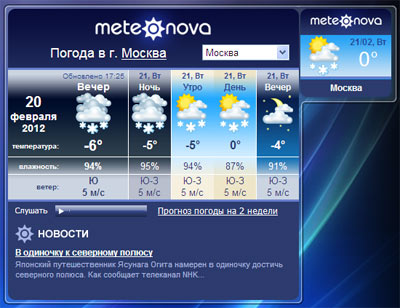 meteonova
Погода в г. Москва
Москва
Обновлено 17:26
21, Вт
21, Вт
21, Вт
21, Вт
20
февраля
2012
Вечер
Ночь
Утро
День
Вечер
температура:
-6°
-5°
-5°
0°
-4°
влажность:
94%
95%
94%
87%
91%
ветер:
Ю
5 м/с
Ю-З
5 м/с
Ю-З
5 м/с
Ю-З
5 м/с
Ю
5 м/с
Слушать
Прогноз погоды на 2 недели
НОВОСТИ
В одиночку к северному полюсу
Японский путешественник Ясунага Огита намерен в одиночку достичь
северного полюса. Как сообщает телеканал NHK...
meteonova
21/02, Вт
0°
Москва